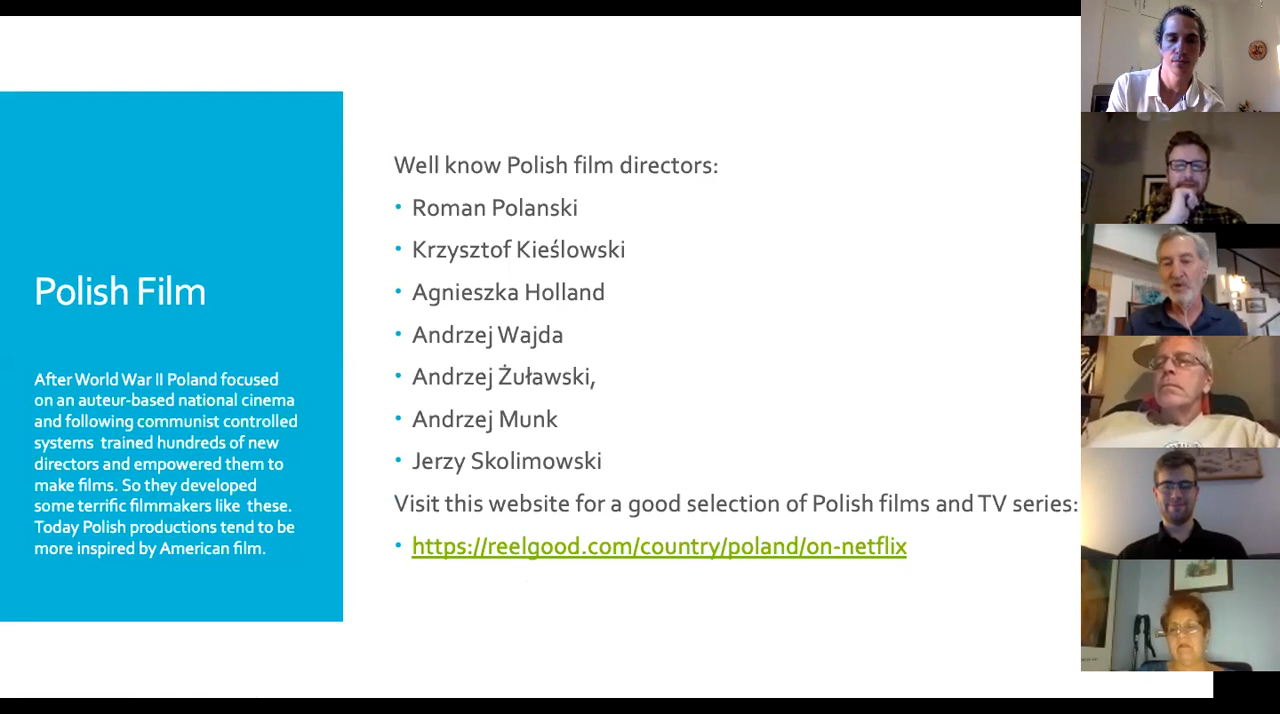 Polish Film
After World War II Poland focused
on an auteur-based national cinema
and following communist controlled
systems trained hundreds of new
directors and empowered them to
make films. So they developed
some terrific filmmakers like these.
Today Polish productions tend to be
more inspired by American film.
Well know Polish film directors:
• Roman Polanski
• Krzysztof Kieślowski
• Agnieszka Holland
• Andrzej Wajda
• Andrzej Żuławski,
• Andrzej Munk
• Jerzy Skolimowski
Visit this website for a good selection of Polish films and TV series:
• https://reelgood.com/country/poland/on-netflix